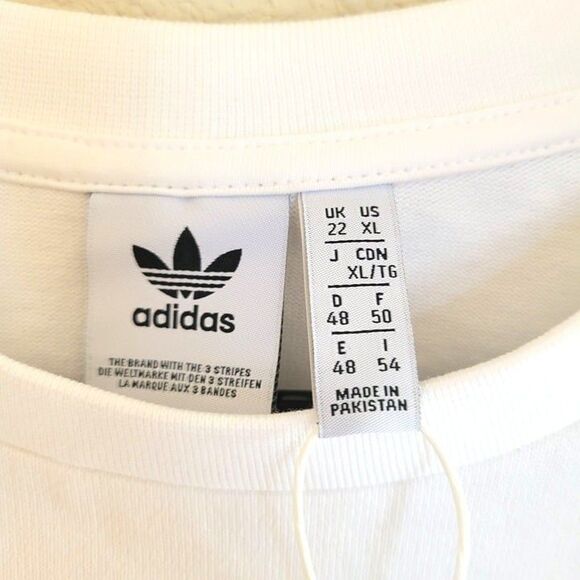 adidas
THE BRAND WITH THE 3 STRIPES
DIE WELTMARKE MIT DEN 3 STREIFEN
LA MARQUE AUX 3 BANDES
UK US
22 XL
J CDN
XL/TG
D F
48 50
E I
48 54
MADE IN
PAKISTAN